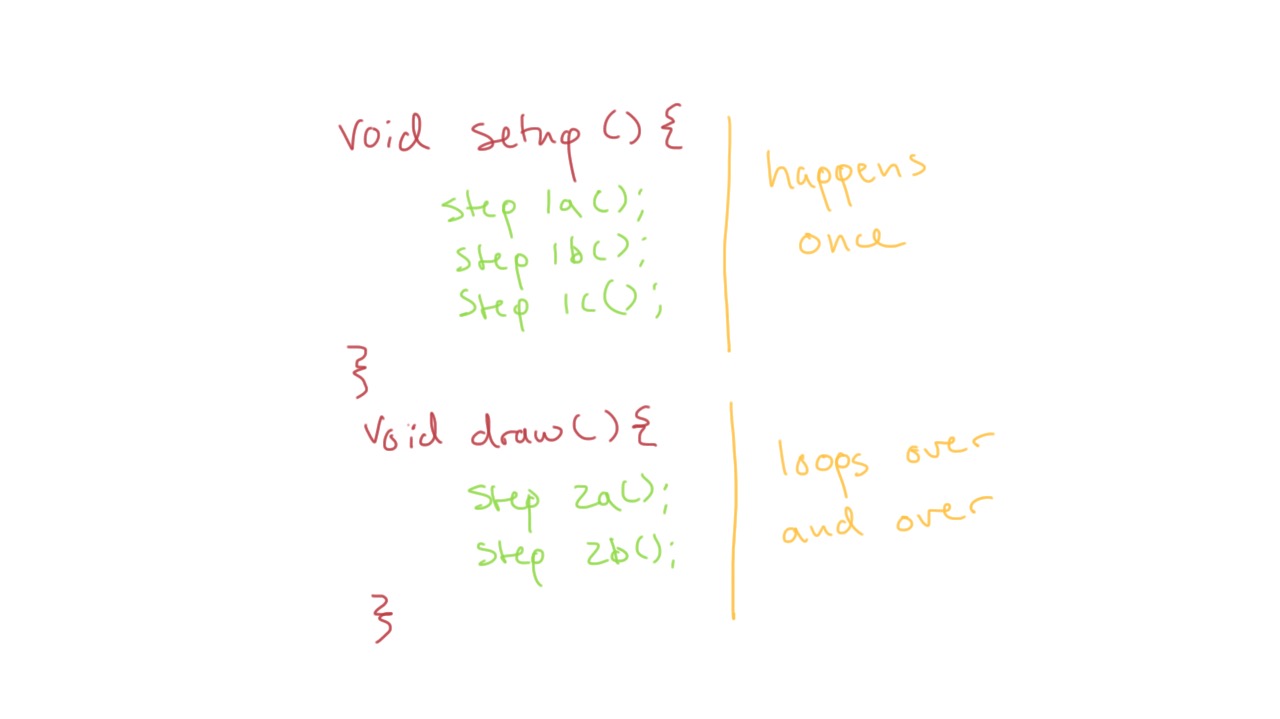 void setup () {
step 1a();
step 1b();
step 1c();
}
void draw() {
step 2a();
step 2b();
}
happens
once
loops over
and over